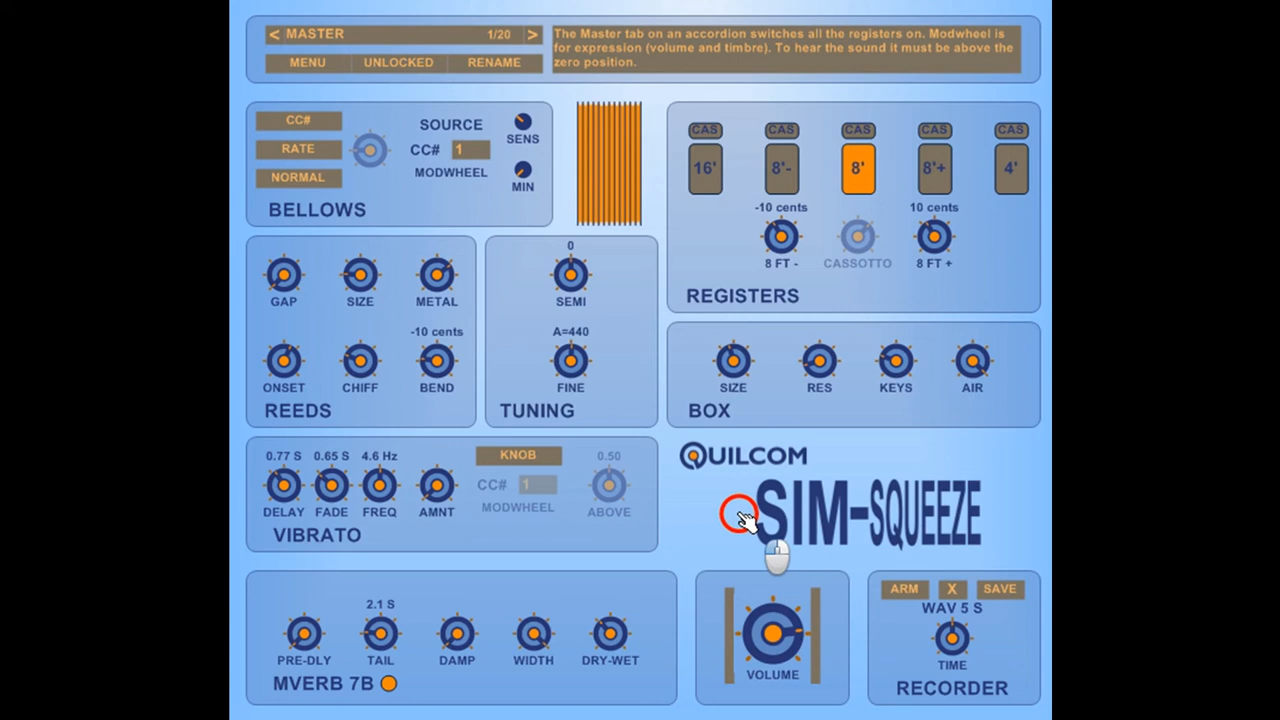 < MASTER 1/20 >
MENU UNLOCKED RENAME
The Master tab on an accordion switches all the registers on. Modwheel is
for expression (volume and timbre). To hear the sound it must be above the
zero position.
CC#
RATE
NORMAL
SOURCE
CC# 1
MODWHEEL
SENS
MIN
BELLOWS
CAS CAS CAS CAS CAS
16' 8'- 8' 8'+ 4'
-10 cents 10 cents
8 FT - CASSOTTO 8 FT +
REGISTERS
GAP SIZE METAL
-10 cents
ONSET CHIFF BEND
REEDS
0
SEMI
A=440
FINE
TUNING
SIZE RES KEYS AIR
BOX
0.77 S 0.65 S 4.6 Hz
DELAY FADE FREQ AMNT
VIBRATO
KNOB
CC# 1
MODWHEEL
0.50
ABOVE
QUILCOM
SIM-SQUEEZE
2.1 S
PRE-DLY TAIL DAMP WIDTH DRY-WET
MVERB 7B
VOLUME
ARM X SAVE
WAV 5 S
TIME
RECORDER